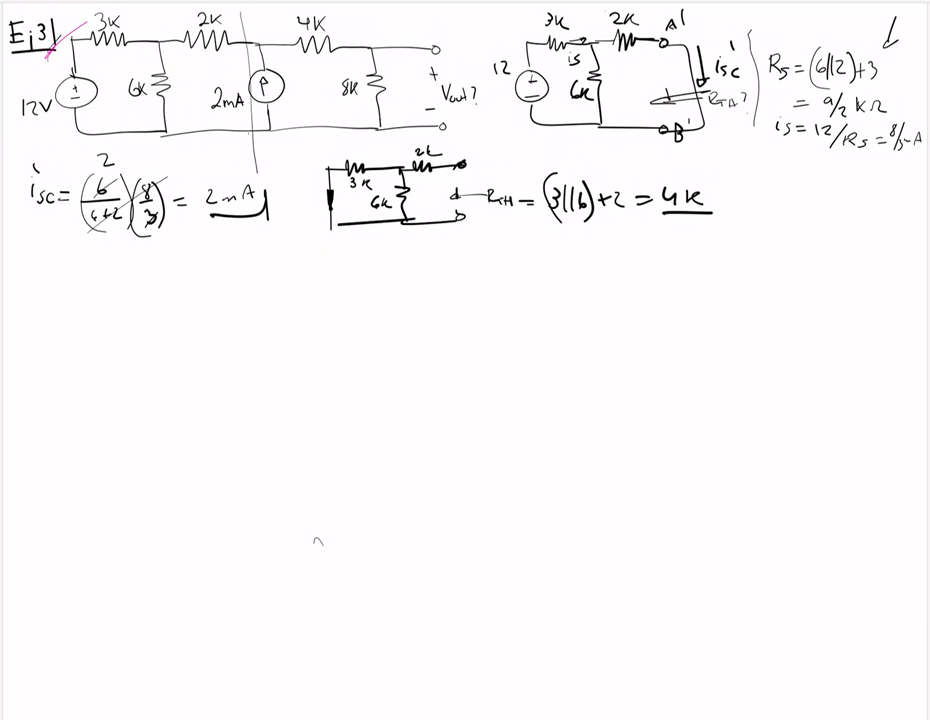 Ej3
3K 2K 4K
12V 6K 2mA 8K + Vout? -
3K 2K A'
12 is 6K isc'
RTH?
B'
RS = (6||2)+3
= 9/2 KΩ
is = 12/RS = 8/3 mA
isc' = (6/(6+2))(8/3) = 2mA
2
3K 2K
6K RTH = (3||6)+2 = 4K